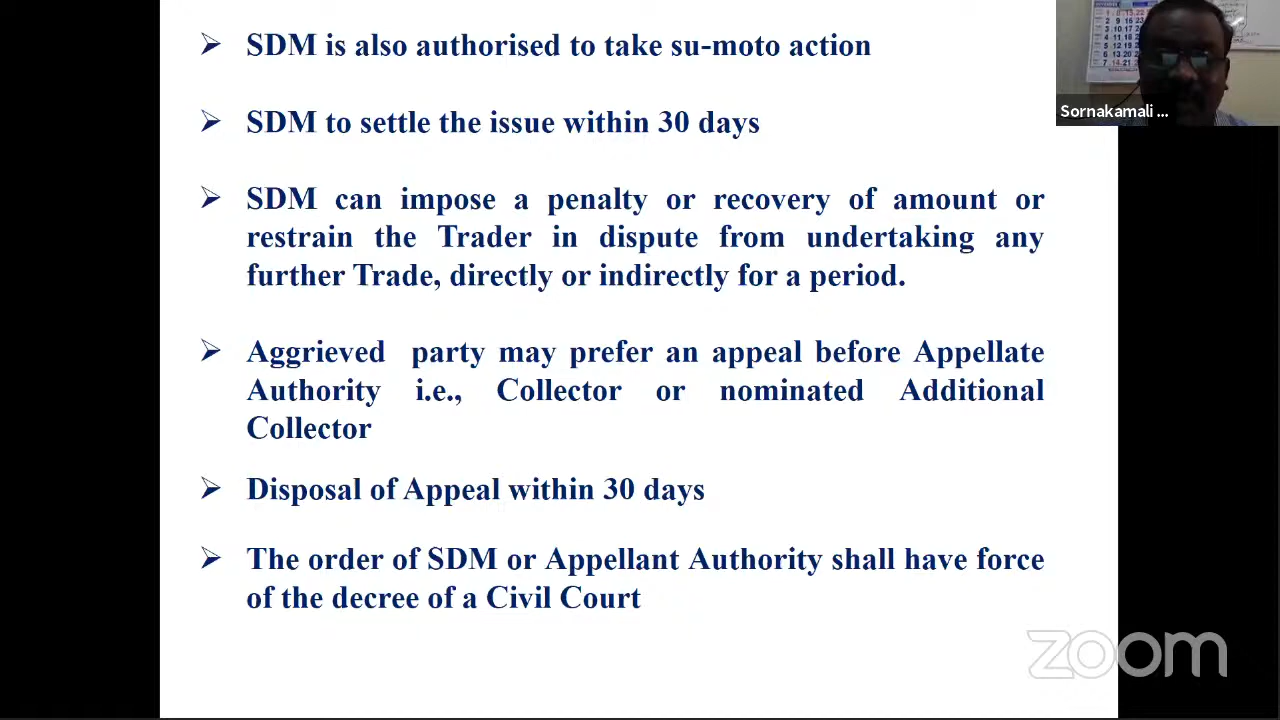 ➢ SDM is also authorised to take su-moto action
➢ SDM to settle the issue within 30 days
➢ SDM can impose a penalty or recovery of amount or
restrain the Trader in dispute from undertaking any
further Trade, directly or indirectly for a period.
➢ Aggrieved party may prefer an appeal before Appellate
Authority i.e., Collector or nominated Additional
Collector
➢ Disposal of Appeal within 30 days
➢ The order of SDM or Appellant Authority shall have force
of the decree of a Civil Court
Sornakamali ...
zoom